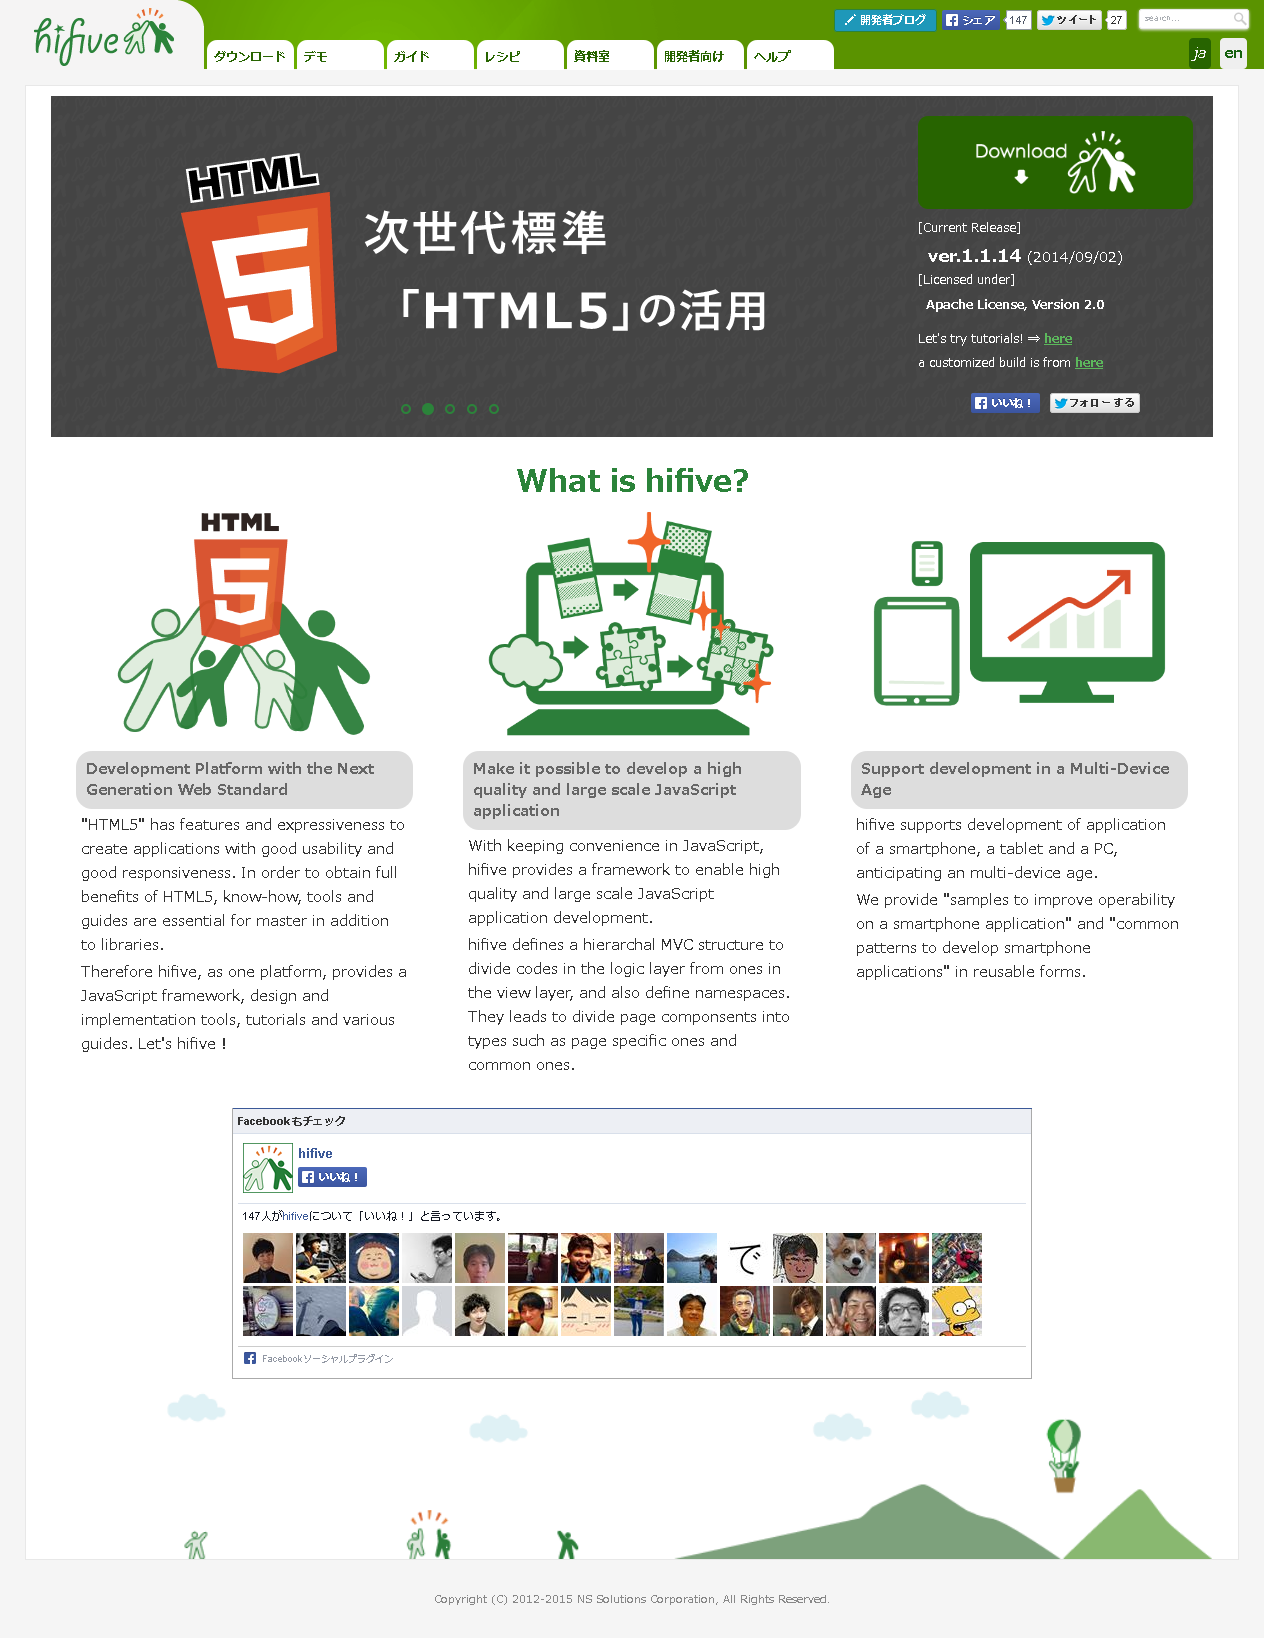 hifive
開発者ブログ
シェア
147
ツイート
27
search...
ダウンロード
デモ
ガイド
レシピ
資料室
開発者向け
ヘルプ
ja
en
HTML
5
次世代標準
「HTML5」の活用
Download
[Current Release]
ver.1.1.14 (2014/09/02)
[Licensed under]
Apache License, Version 2.0
Let's try tutorials! ⇒ here
a customized build is from here
いいね！
フォローする
What is hifive?
HTML
5
Development Platform with the Next
Generation Web Standard
"HTML5" has features and expressiveness to
create applications with good usability and
good responsiveness. In order to obtain full
benefits of HTML5, know-how, tools and
guides are essential for master in addition
to libraries.
Therefore hifive, as one platform, provides a
JavaScript framework, design and
implementation tools, tutorials and various
guides. Let's hifive !
Make it possible to develop a high
quality and large scale JavaScript
application
With keeping convenience in JavaScript,
hifive provides a framework to enable high
quality and large scale JavaScript
application development.
hifive defines a hierarchal MVC structure to
divide codes in the logic layer from ones in
the view layer, and also define namespaces.
They leads to divide page components into
types such as page specific ones and
common ones.
Support development in a Multi-Device
Age
hifive supports development of application
of a smartphone, a tablet and a PC,
anticipating an multi-device age.
We provide "samples to improve operability
on a smartphone application" and "common
patterns to develop smartphone
applications" in reusable forms.
Facebookもチェック
hifive
いいね！
147人がhifiveについて「いいね！」と言っています。
で
Facebookソーシャルプラグイン
Copyright (C) 2012-2015 NS Solutions Corporation, All Rights Reserved.